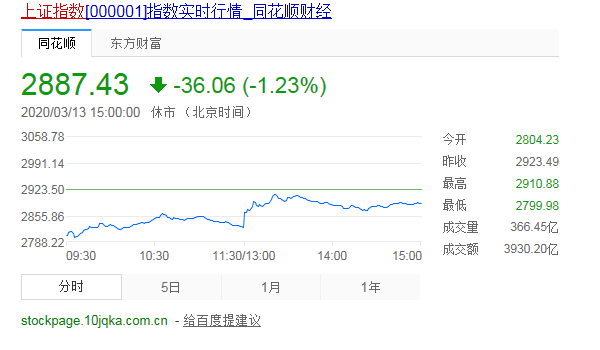 上证指数[000001]指数实时行情_同花顺财经
同花顺 东方财富
2887.43 -36.06 (-1.23%)
2020/03/13 15:00:00 休市 (北京时间)
3058.78
2991.14
2923.50
2855.86
2788.22
09:30 10:30 11:30/13:00 14:00 15:00
今开 2804.23
昨收 2923.49
最高 2910.88
最低 2799.98
成交量 366.45亿
成交额 3930.20亿
分时 5日 1月 1年
stockpage.10jqka.com.cn - 给百度提建议